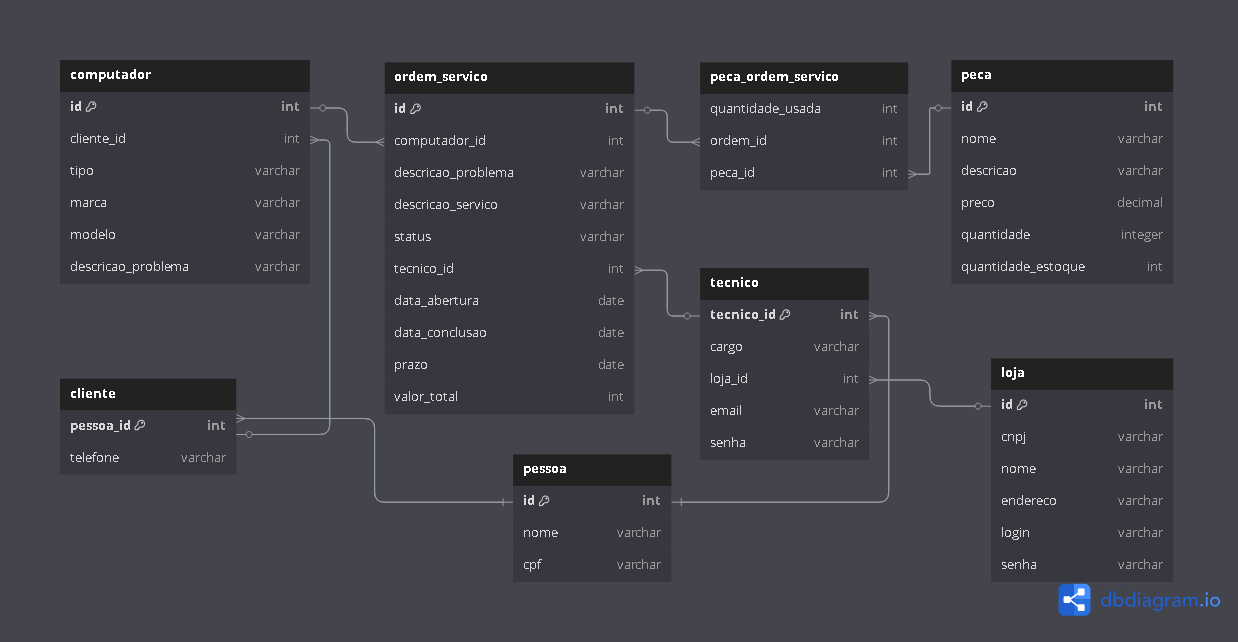 computador
id int
cliente_id int
tipo varchar
marca varchar
modelo varchar
descricao_problema varchar
ordem_servico
id int
computador_id int
descricao_problema varchar
descricao_servico varchar
status varchar
tecnico_id int
data_abertura date
data_conclusao date
prazo date
valor_total int
peca_ordem_servico
quantidade_usada int
ordem_id int
peca_id int
peca
id int
nome varchar
descricao varchar
preco decimal
quantidade integer
quantidade_estoque int
tecnico
tecnico_id int
cargo varchar
loja_id int
email varchar
senha varchar
cliente
pessoa_id int
telefone varchar
pessoa
id int
nome varchar
cpf varchar
loja
id int
cnpj varchar
nome varchar
endereco varchar
login varchar
senha varchar
dbdiagram.io